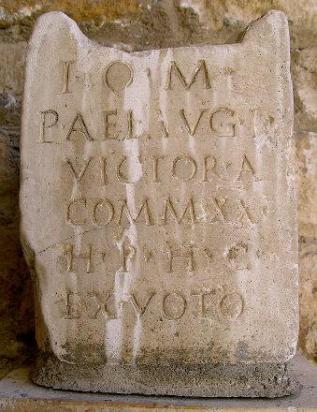 I · O · M ·
P AEL AVG L
VICTOR A
COMM XX
H · P · H · C ·
EX VOTO